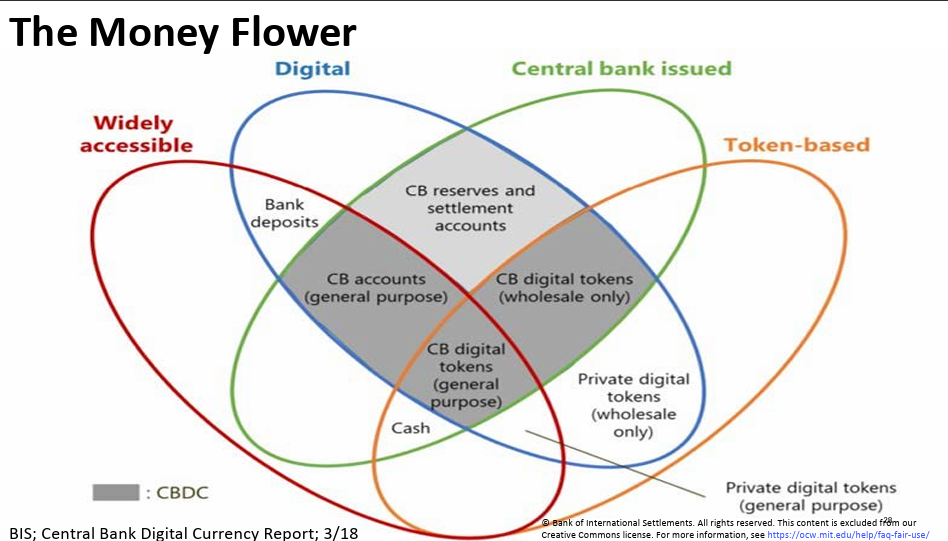 The Money Flower
Digital
Central bank issued
Widely
accessible
Token-based
Bank
deposits
CB reserves and
settlement
accounts
CB accounts
(general purpose)
CB digital tokens
(wholesale only)
CB digital
tokens
(general
purpose)
Private digital
tokens
(wholesale
only)
Cash
: CBDC
Private digital tokens
(general purpose)
BIS; Central Bank Digital Currency Report; 3/18
© Bank of International Settlements. All rights reserved. This content is excluded from our
Creative Commons license. For more information, see https://ocw.mit.edu/help/faq-fair-use/